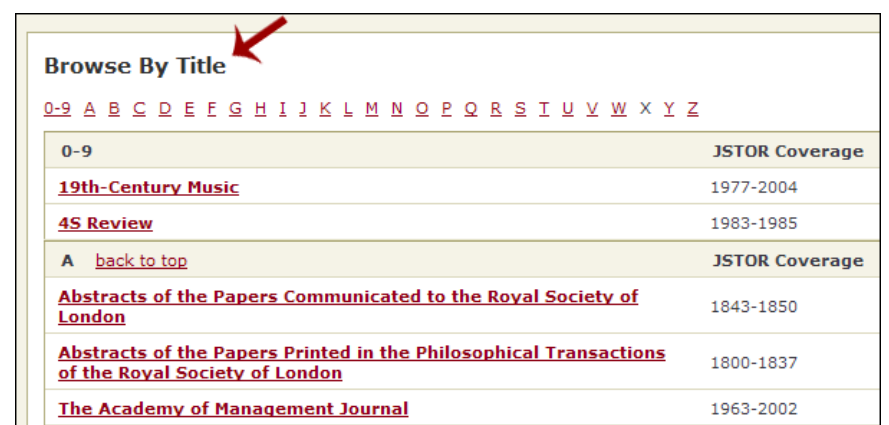 Browse By Title
0-9 A B C D E F G H I J K L M N O P Q R S T U V W X Y Z
0-9 JSTOR Coverage
19th-Century Music 1977-2004
4S Review 1983-1985
A back to top JSTOR Coverage
Abstracts of the Papers Communicated to the Royal Society of
London 1843-1850
Abstracts of the Papers Printed in the Philosophical Transactions
of the Royal Society of London 1800-1837
The Academy of Management Journal 1963-2002